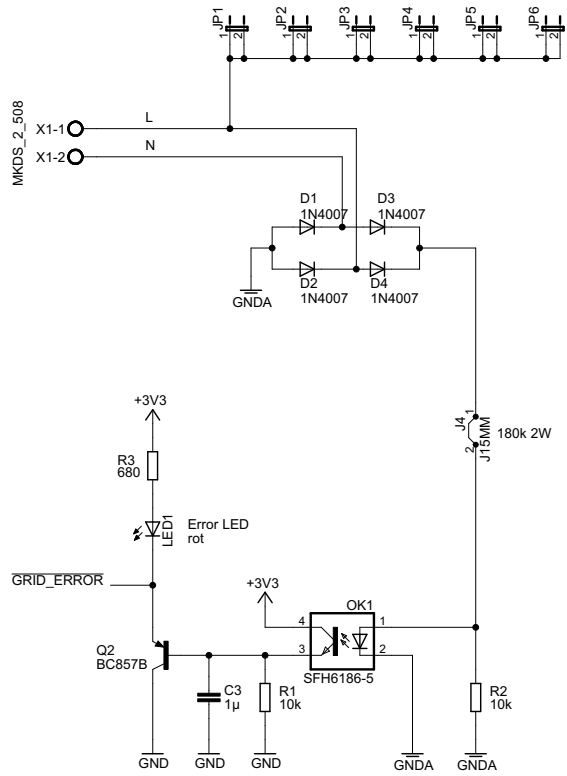 JP1 JP2 JP3 JP4 JP5 JP6
1 2 1 2 1 2 1 2 1 2 1 2
MKDS_2_508
X1-1 L
X1-2 N
D1 D3
1N4007 1N4007
D2 D4
1N4007 1N4007
GNDA
+3V3
J4
1
2
J15MM
180k 2W
R3
680
LED1
Error LED
rot
GRID_ERROR
+3V3
OK1
4 1
3 2
SFH6186-5
Q2
BC857B
C3
1µ
R1
10k
R2
10k
GND GND GND GNDA GNDA